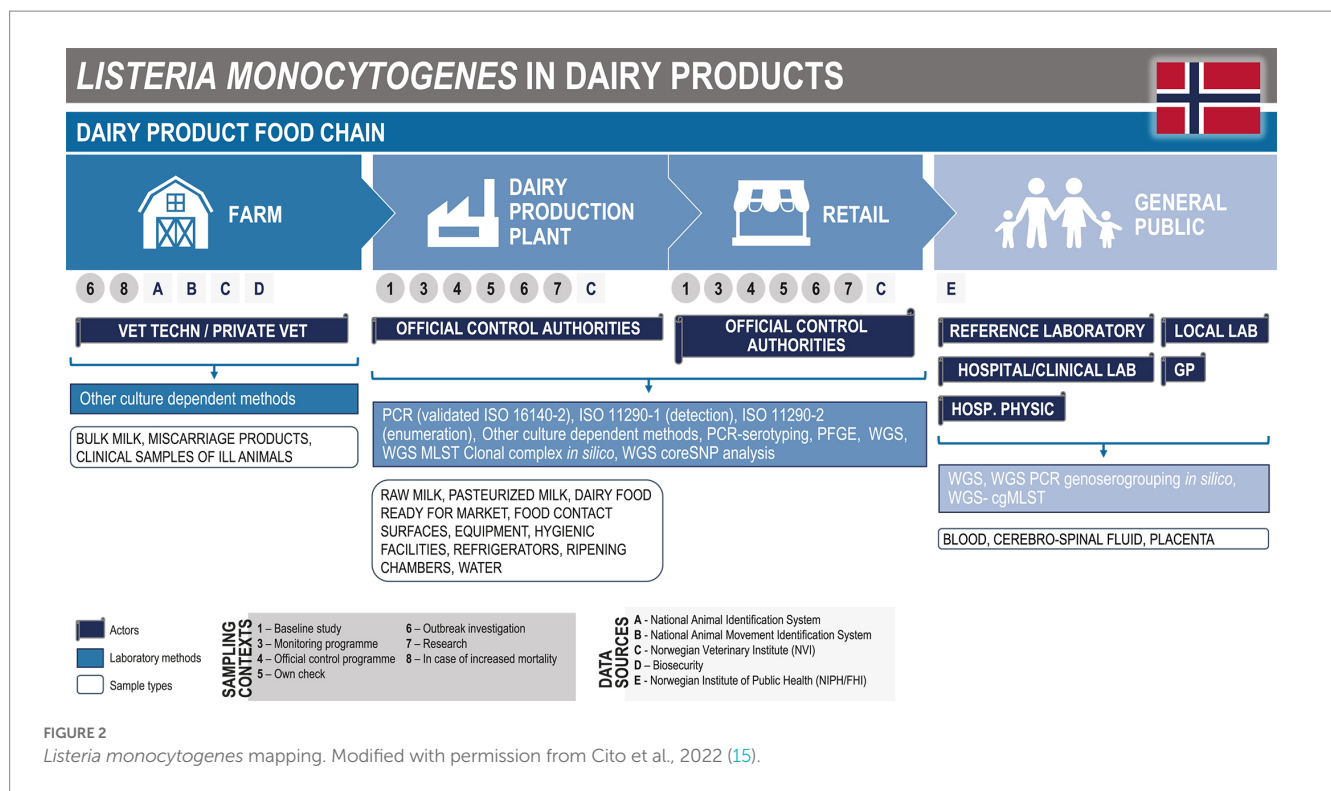 LISTERIA MONOCYTOGENES IN DAIRY PRODUCTS
DAIRY PRODUCT FOOD CHAIN
FARM
DAIRY
PRODUCTION
PLANT
RETAIL
GENERAL
PUBLIC
6 8 A B C D
1 3 4 5 6 7 C
1 3 4 5 6 7 C
E
VET TECHN / PRIVATE VET
OFFICIAL CONTROL AUTHORITIES
OFFICIAL CONTROL
AUTHORITIES
REFERENCE LABORATORY
LOCAL LAB
HOSPITAL/CLINICAL LAB
GP
HOSP. PHYSIC
Other culture dependent methods
BULK MILK, MISCARRIAGE PRODUCTS,
CLINICAL SAMPLES OF ILL ANIMALS
PCR (validated ISO 16140-2), ISO 11290-1 (detection), ISO 11290-2
(enumeration), Other culture dependent methods, PCR-serotyping, PFGE, WGS,
WGS MLST Clonal complex in silico, WGS coreSNP analysis
RAW MILK, PASTEURIZED MILK, DAIRY FOOD
READY FOR MARKET, FOOD CONTACT
SURFACES, EQUIPMENT, HYGIENIC
FACILITIES, REFRIGERATORS, RIPENING
CHAMBERS, WATER
WGS, WGS PCR genoserogrouping in silico,
WGS- cgMLST
BLOOD, CEREBRO-SPINAL FLUID, PLACENTA
Actors
Laboratory methods
Sample types
SAMPLING
CONTEXTS
1 – Baseline study
3 – Monitoring programme
4 – Official control programme
5 – Own check
6 – Outbreak investigation
7 – Research
8 – In case of increased mortality
DATA
SOURCES
A - National Animal Identification System
B - National Animal Movement Identification System
C - Norwegian Veterinary Institute (NVI)
D – Biosecurity
E - Norwegian Institute of Public Health (NIPH/FHI)
FIGURE 2
Listeria monocytogenes mapping. Modified with permission from Cito et al., 2022 (15).